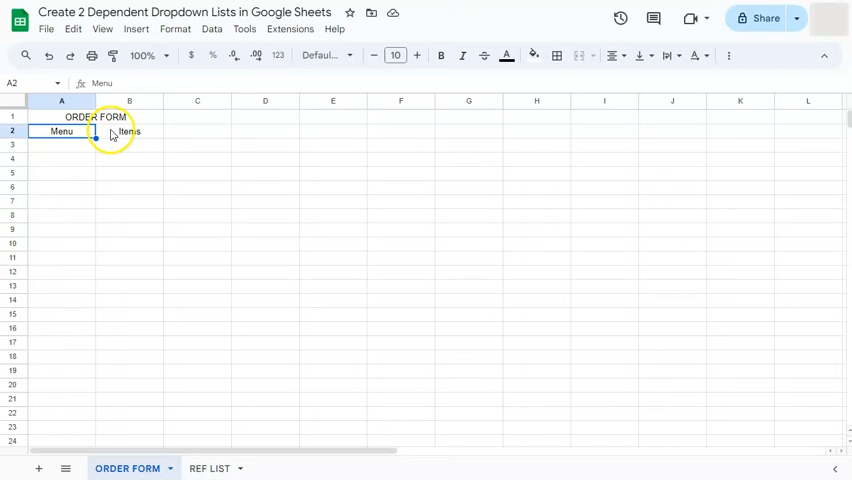 Create 2 Dependent Dropdown Lists in Google Sheets
File Edit View Insert Format Data Tools Extensions Help
Share
100% $ % .0 .00 123 Defaul... 10 B I S A
A2 fx Menu
A B C D E F G H I J K L
1 ORDER FORM
2 Menu Items
3
4
5
6
7
8
9
10
11
12
13
14
15
16
17
18
19
20
21
22
23
24
ORDER FORM REF LIST